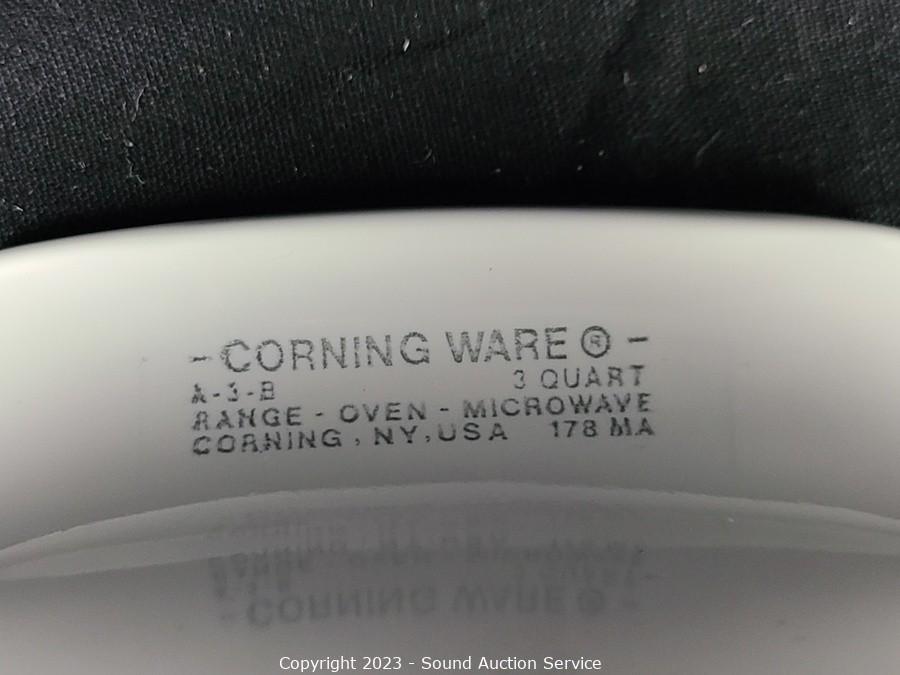 - CORNING WARE ® -
A-3-B 3 QUART
RANGE - OVEN - MICROWAVE
CORNING, NY, USA 178 MA
Copyright 2023 - Sound Auction Service